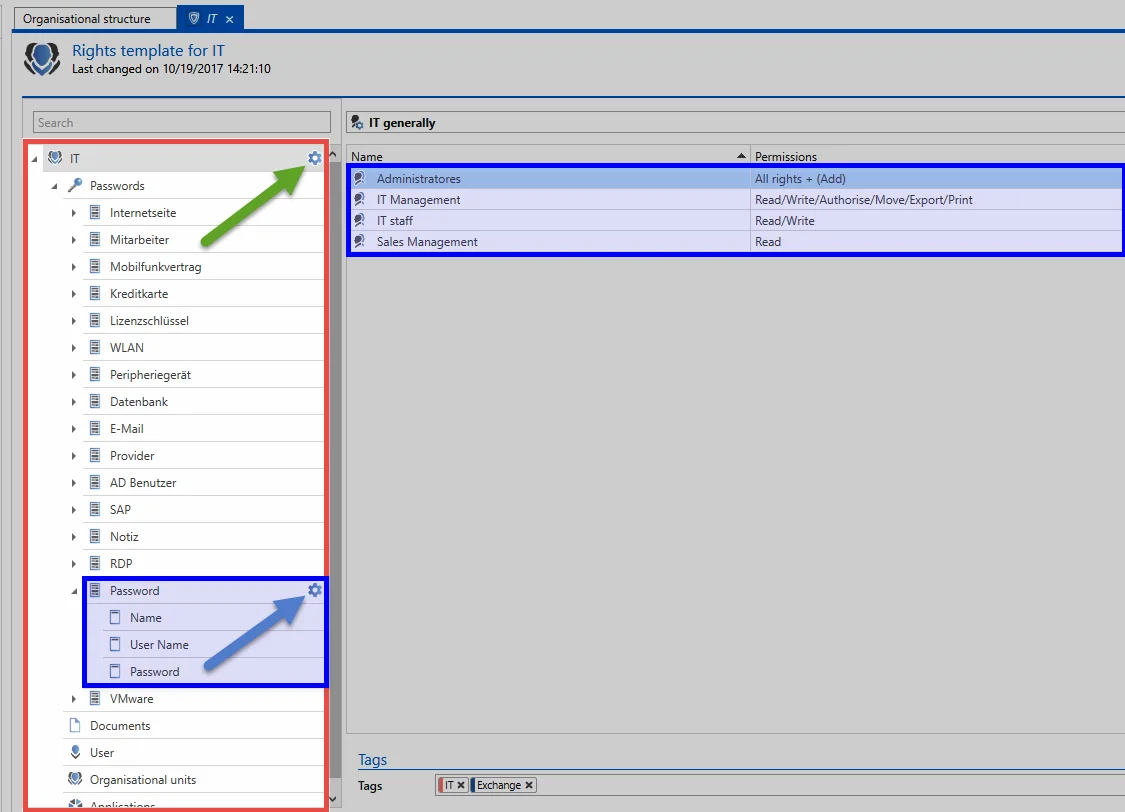 Organisational structure
IT
Rights template for IT
Last changed on 10/19/2017 14:21:10
Search
IT
Passwords
Internetseite
Mitarbeiter
Mobilfunkvertrag
Kreditkarte
Lizenzschlüssel
WLAN
Peripheriegerät
Datenbank
E-Mail
Provider
AD Benutzer
SAP
Notiz
RDP
Password
Name
User Name
Password
VMware
Documents
User
Organisational units
Applications
IT generally
Name Permissions
Administratores All rights + (Add)
IT Management Read/Write/Authorise/Move/Export/Print
IT staff Read/Write
Sales Management Read
Tags
Tags IT Exchange